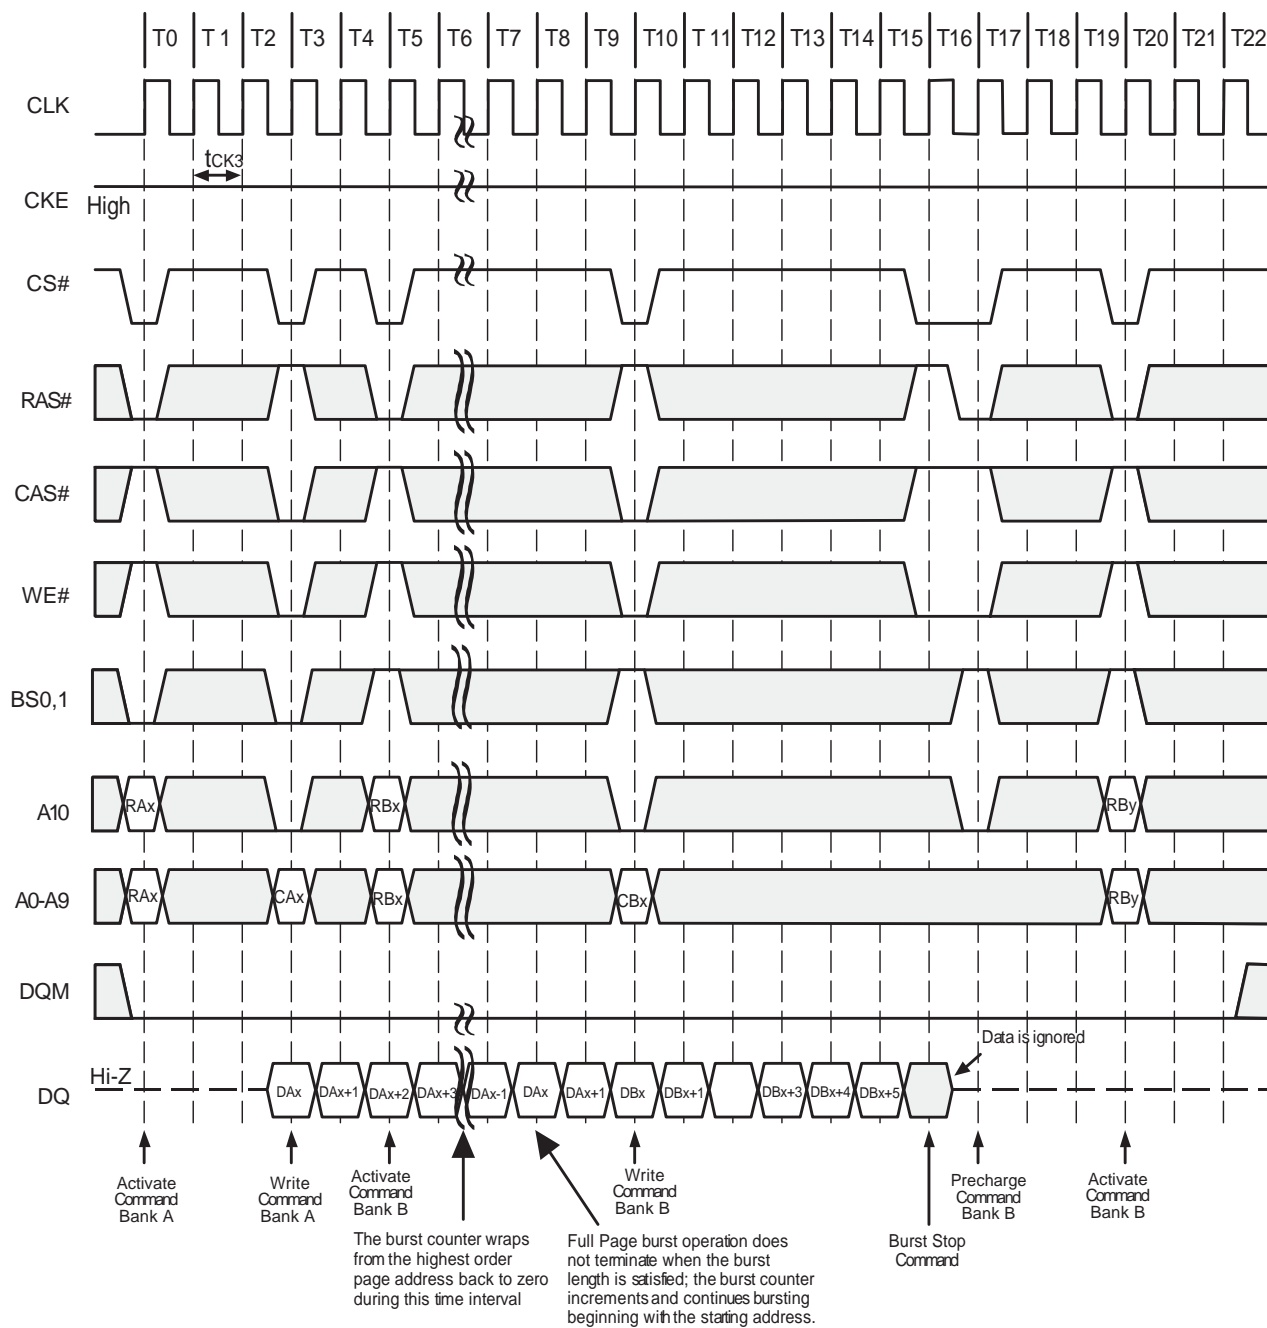 T0 T 1 T2 T3 T4 T5 T6 T7 T8 T9 T10 T 11 T12 T13 T14 T15 T16 T17 T18 T19 T20 T21 T22
CLK
tCK3
CKE High
CS#
RAS#
CAS#
WE#
BS0,1
A10 RAx RBx RBy
A0-A9 RAx CAx RBx CBx RBy
DQM
Data is ignored
Hi-Z
DQ DAx DAx+1 DAx+2 DAx+3 DAx-1 DAx DAx+1 DBx DBx+1 DBx+3 DBx+4 DBx+5
Activate
Command
Bank A
Write
Command
Bank A
Activate
Command
Bank B
Write
Command
Bank B
Precharge
Command
Bank B
Activate
Command
Bank B
The burst counter wraps
from the highest order
page address back to zero
during this time interval
Full Page burst operation does
not terminate when the burst
length is satisfied; the burst counter
increments and continues bursting
beginning with the starting address.
Burst Stop
Command